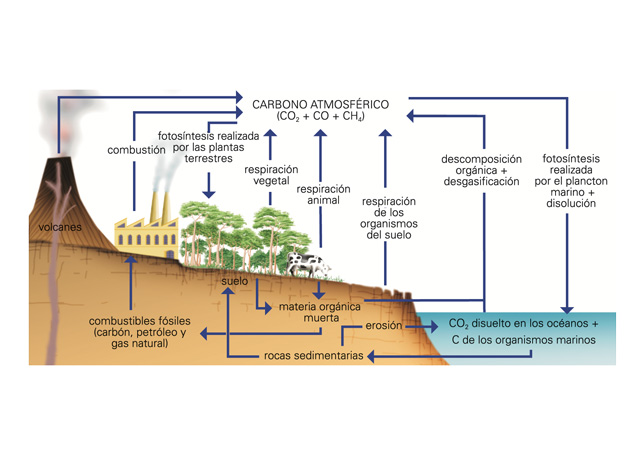 CARBONO ATMOSFÉRICO
(CO₂ + CO + CH₄)
combustión
fotosíntesis realizada
por las plantas
terrestres
respiración
vegetal
respiración
animal
respiración
de los
organismos
del suelo
descomposición
orgánica +
desgasificación
fotosíntesis
realizada
por el plancton
marino +
disolución
volcanes
suelo
materia orgánica
muerta
combustibles fósiles
(carbón, petróleo y
gas natural)
erosión
rocas sedimentarias
CO₂ disuelto en los océanos +
C de los organismos marinos